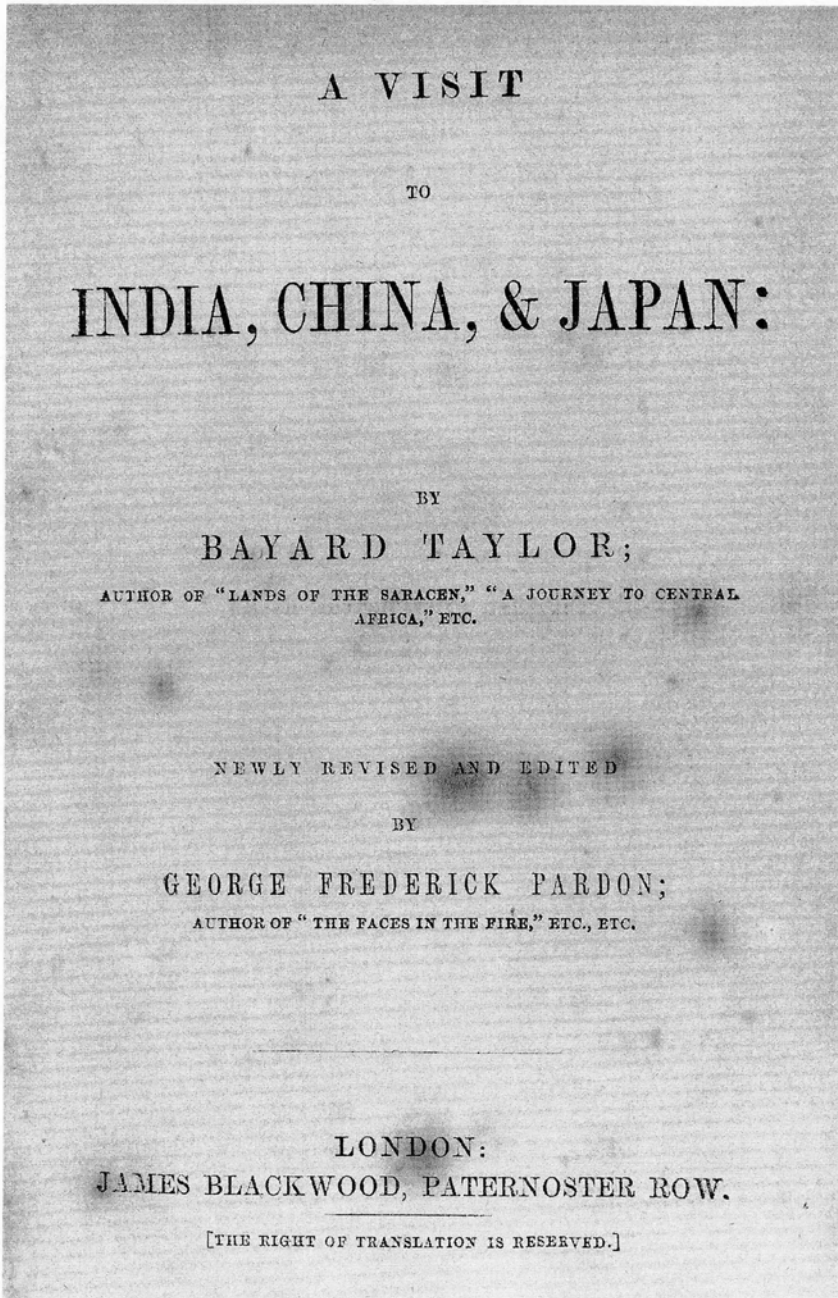 A VISIT
TO
INDIA, CHINA, & JAPAN:
BY
BAYARD TAYLOR;
AUTHOR OF "LANDS OF THE SARACEN," "A JOURNEY TO CENTRAL
AFRICA," ETC.
NEWLY REVISED AND EDITED
BY
GEORGE FREDERICK PARDON;
AUTHOR OF "THE FACES IN THE FIRE," ETC., ETC.
LONDON:
JAMES BLACKWOOD, PATERNOSTER ROW.
[THE RIGHT OF TRANSLATION IS RESERVED.]